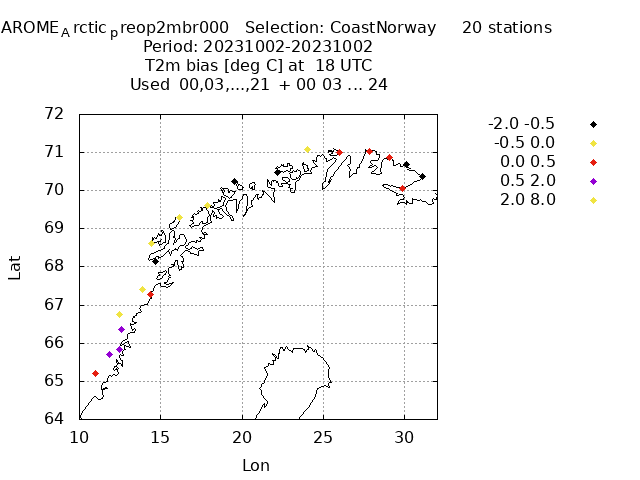 AROME_Arctic_preop2mbr000   Selection: CoastNorway     20 stations
Period: 20231002-20231002
T2m bias [deg C] at  18 UTC
Used  00,03,...,21  + 00 03 ... 24
-2.0 -0.5
-0.5 0.0
0.0 0.5
0.5 2.0
2.0 8.0
72
71
70
69
68
67
66
65
64
Lat
10 15 20 25 30
Lon